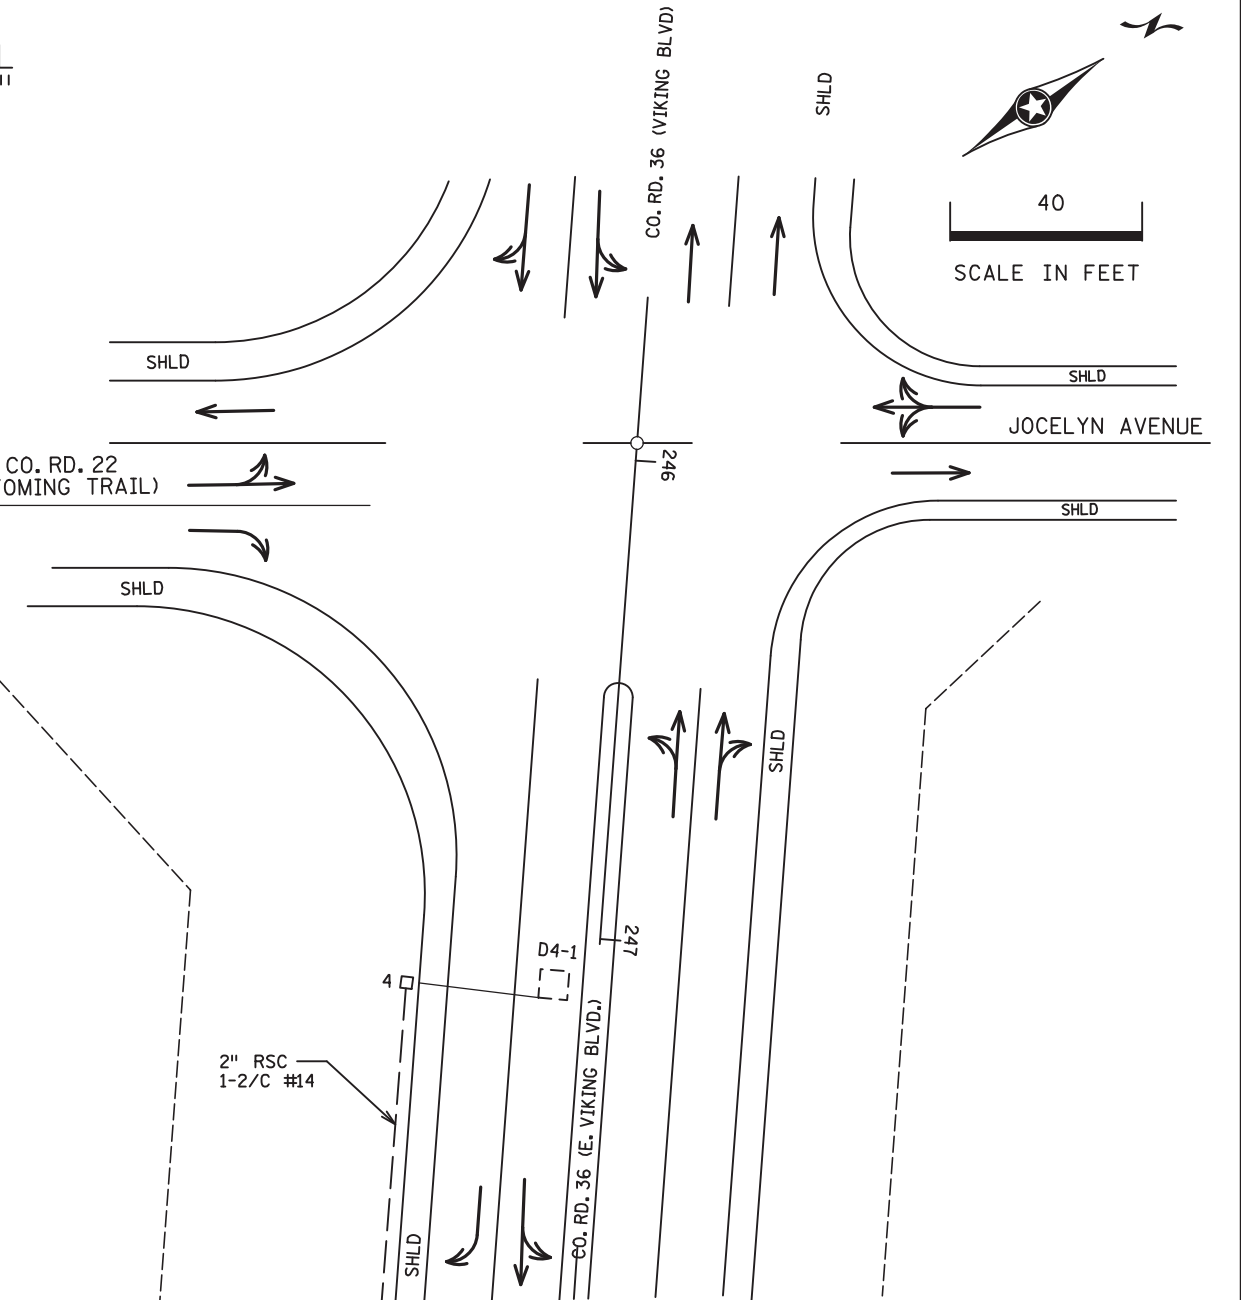 CO. RD. 36 (VIKING BLVD)
SHLD
40
SCALE IN FEET
SHLD
SHLD
JOCELYN AVENUE
CO. RD. 22
OMING TRAIL)
246
SHLD
SHLD
SHLD
247
D4-1
4
CO. RD. 36 (E. VIKING BLVD.)
2" RSC
1-2/C #14
SHLD